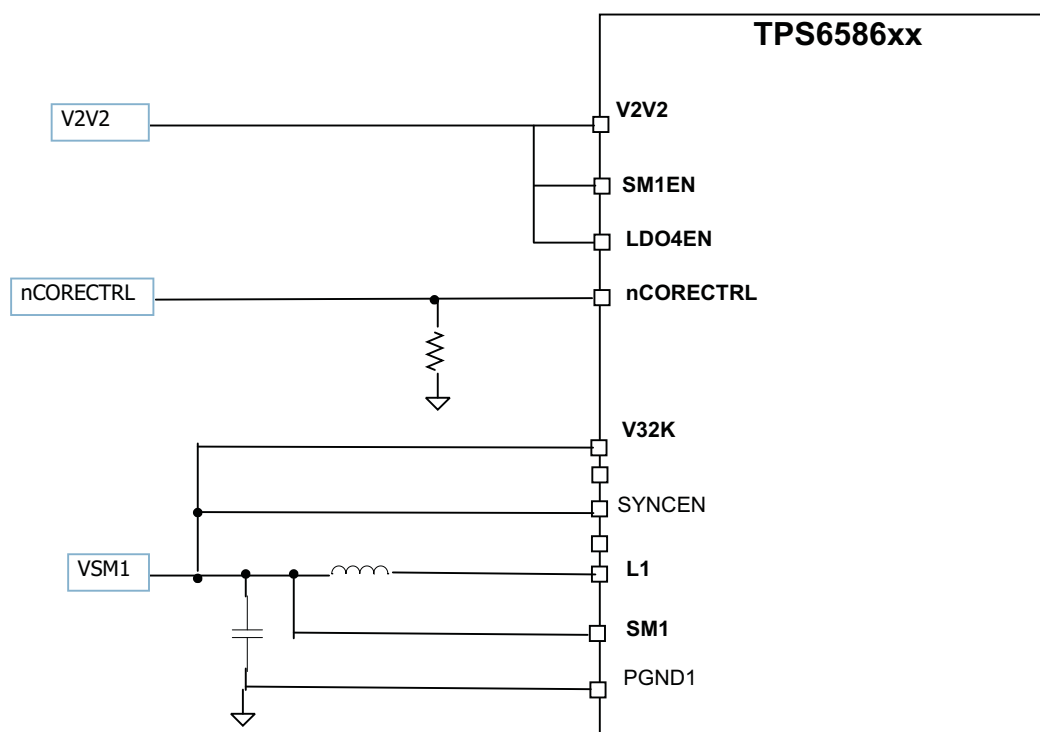 TPS6586xx
V2V2
V2V2
SM1EN
LDO4EN
nCORECTRL
nCORECTRL
V32K
SYNCEN
VSM1
L1
SM1
PGND1